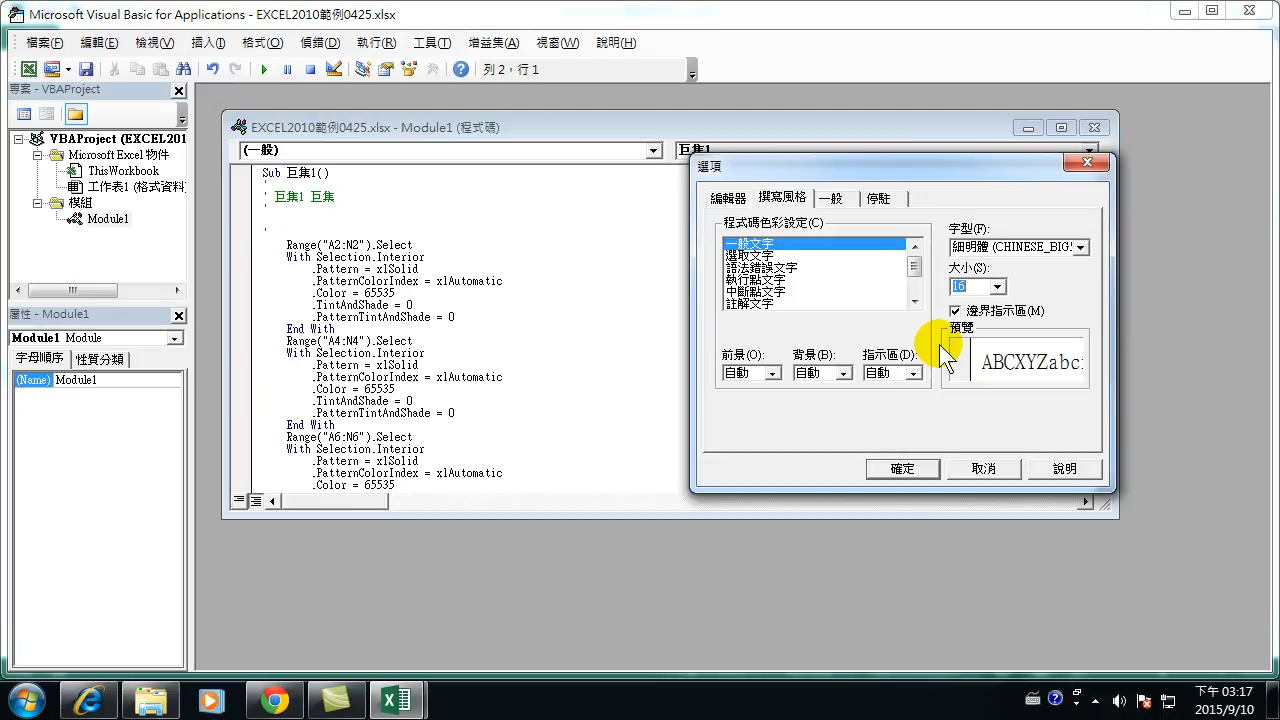 Microsoft Visual Basic for Applications - EXCEL2010範例0425.xlsx
檔案(F) 編輯(E) 檢視(V) 插入(I) 格式(O) 偵錯(D) 執行(R) 工具(T) 增益集(A) 視窗(W) 說明(H)
列 2，行 1
專案 - VBAProject
VBAProject (EXCEL201
Microsoft Excel 物件
ThisWorkbook
工作表1 (格式資料
模組
Module1
屬性 - Module1
Module1 Module
字母順序 性質分類
(Name) Module1
EXCEL2010範例0425.xlsx - Module1 (程式碼)
(一般) 巨集1
Sub 巨集1()
'
' 巨集1 巨集
'
'
Range("A2:N2").Select
With Selection.Interior
.Pattern = xlSolid
.PatternColorIndex = xlAutomatic
.Color = 65535
.TintAndShade = 0
.PatternTintAndShade = 0
End With
Range("A4:N4").Select
With Selection.Interior
.Pattern = xlSolid
.PatternColorIndex = xlAutomatic
.Color = 65535
.TintAndShade = 0
.PatternTintAndShade = 0
End With
Range("A6:N6").Select
With Selection.Interior
.Pattern = xlSolid
.PatternColorIndex = xlAutomatic
.Color = 65535
選項
編輯器 撰寫風格 一般 停駐
程式碼色彩設定(C)
一般文字
選取文字
語法錯誤文字
執行點文字
中斷點文字
註解文字
前景(O): 背景(B): 指示區(D):
自動 自動 自動
字型(F):
細明體 (CHINESE_BIG!
大小(S):
16
邊界指示區(M)
預覽
ABCXYZabc
確定 取消 說明
下午 03:17
2015/9/10